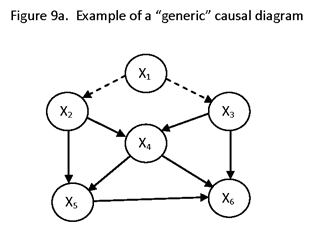 Figure 9a.  Example of a “generic” causal diagram
X₁
X₂
X₃
X₄
X₅
X₆